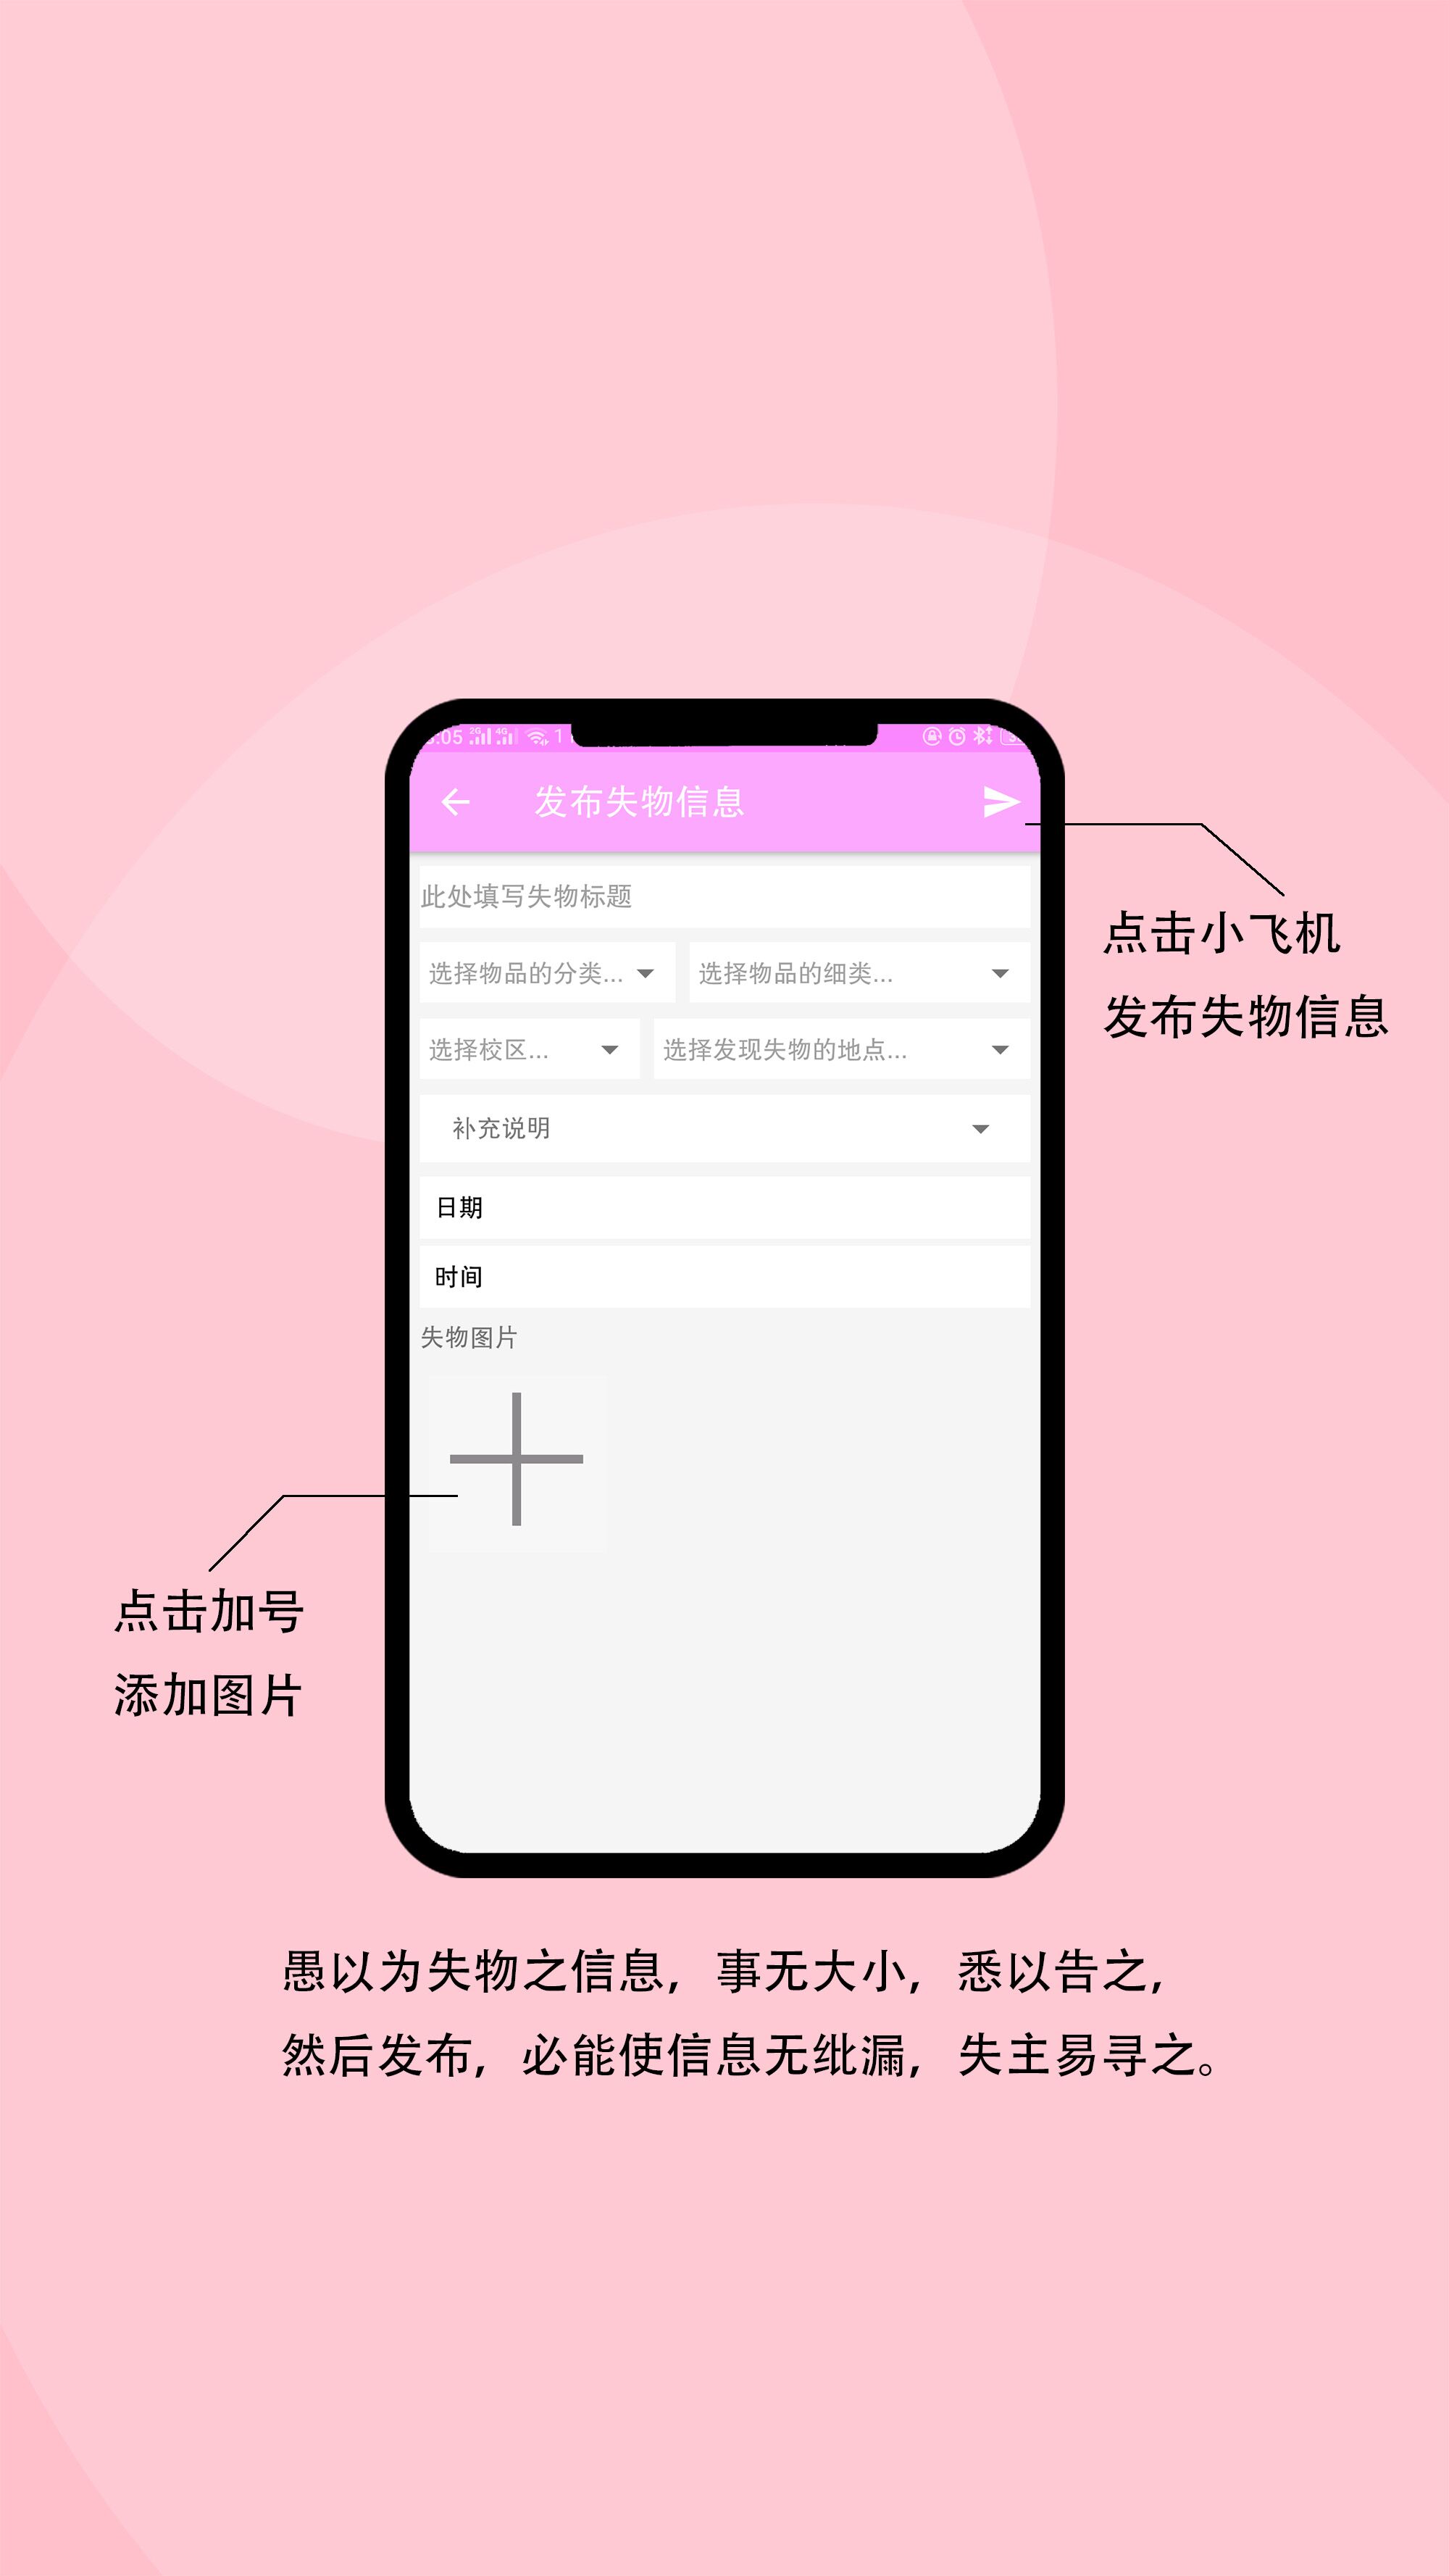 :05 2G 4G 1
发布失物信息
此处填写失物标题
选择物品的分类... 选择物品的细类...
选择校区... 选择发现失物的地点...
补充说明
日期
时间
失物图片
点击小飞机
发布失物信息
点击加号
添加图片
愚以为失物之信息，事无大小，悉以告之，
然后发布，必能使信息无纰漏，失主易寻之。